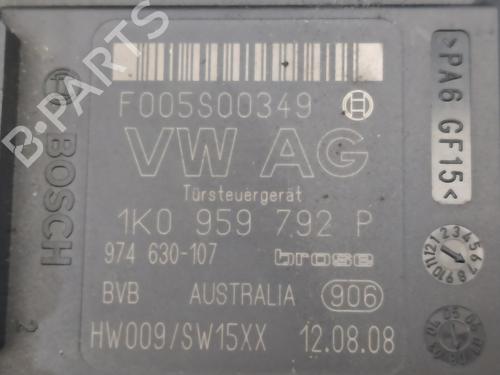 F005S00349
VW AG
Türsteuergerät
1K0 959 792 P
974 630-107 brose
BVB AUSTRALIA 906
HW009/SW15XX 12.08.08
BOSCH
>PA6 GF15<
B-PARTS
2